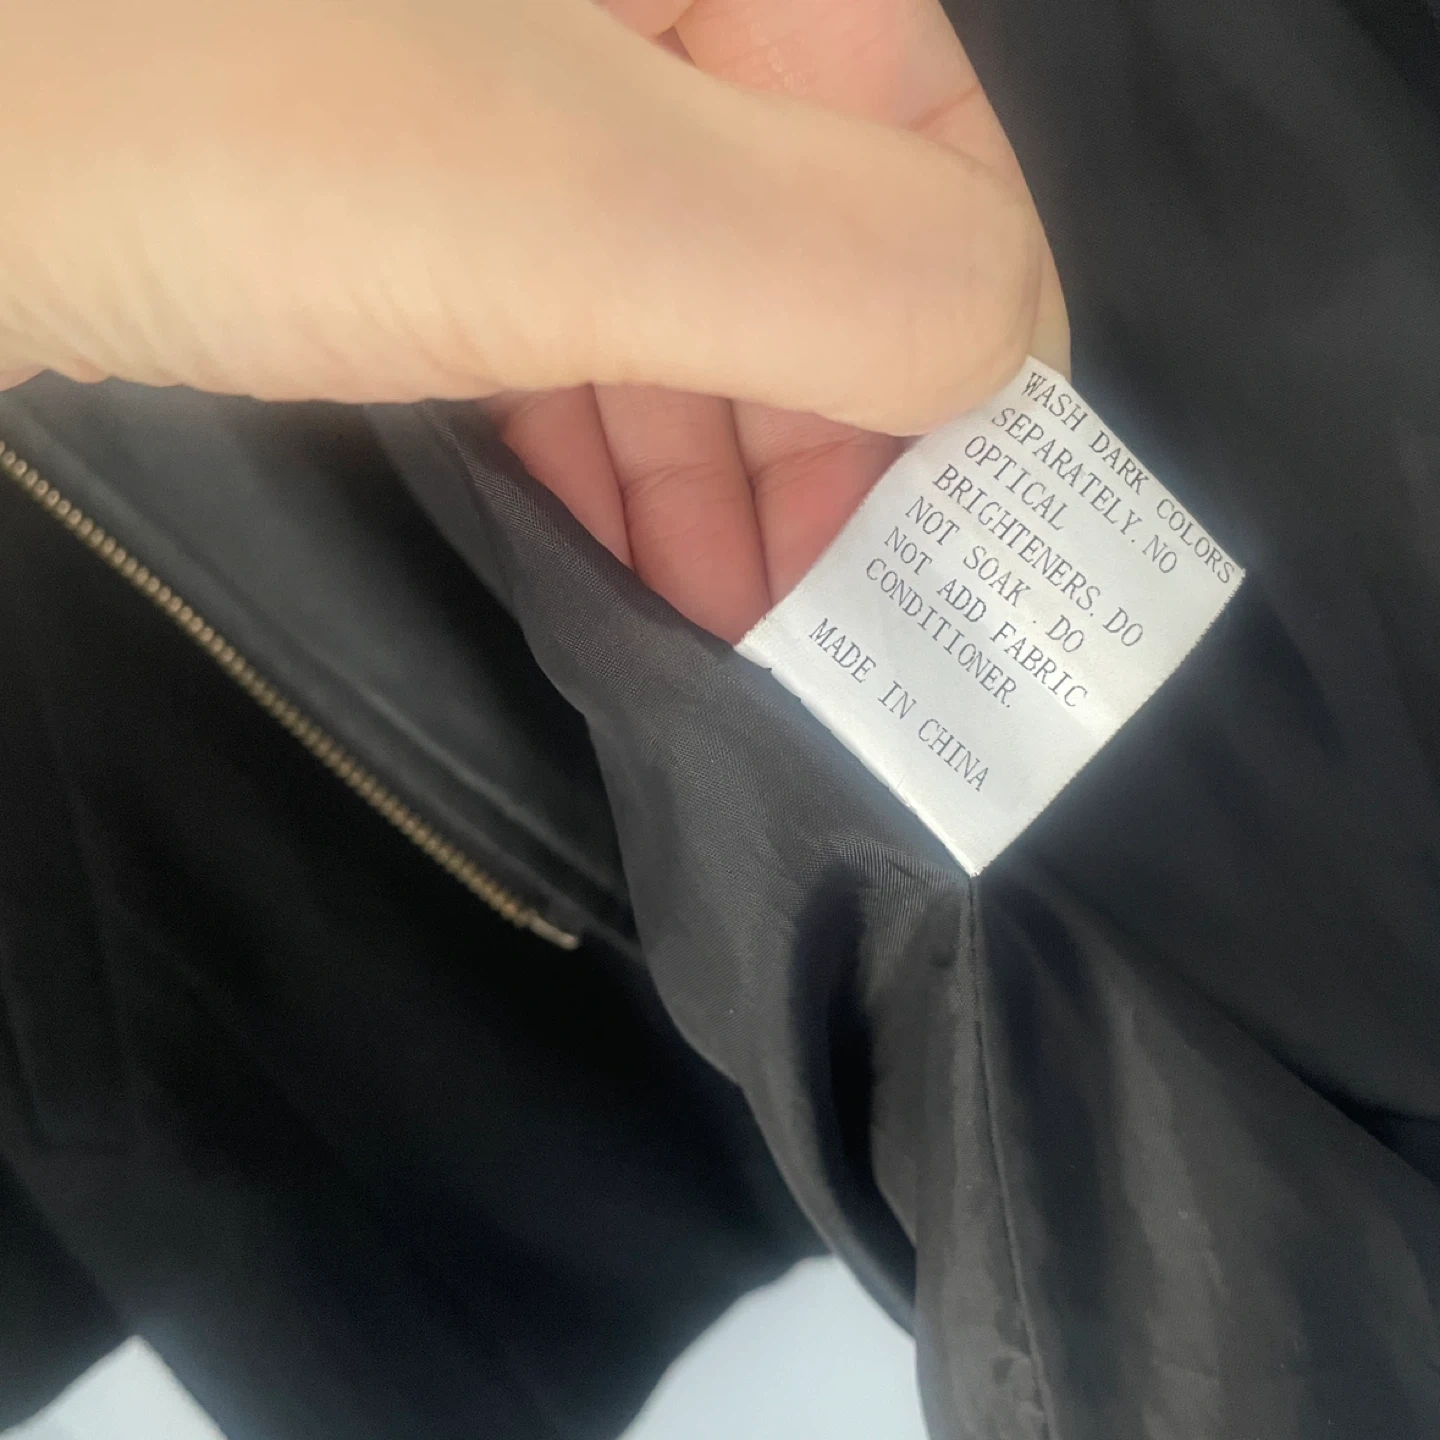 WASH DARK COLORS
SEPARATELY. NO
OPTICAL
BRIGHTENERS. DO
NOT SOAK . DO
NOT ADD FABRIC
CONDITIONER.
MADE IN CHINA